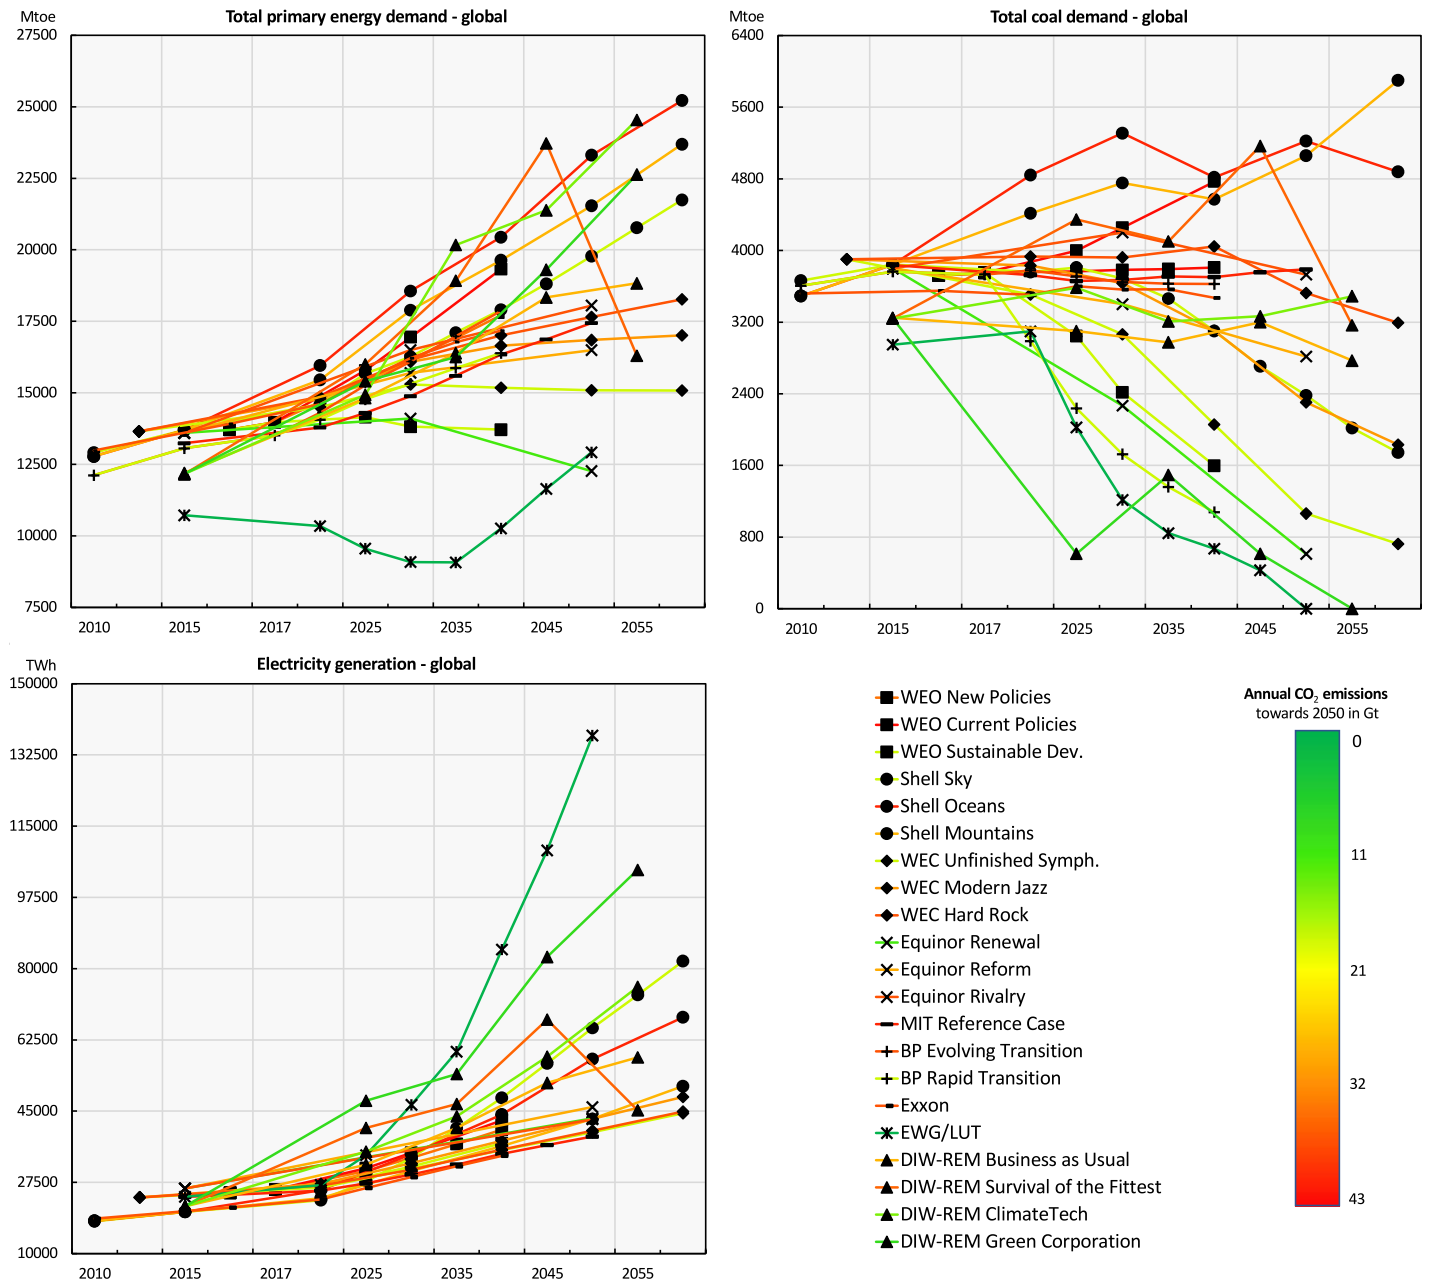 Total primary energy demand - global
Mtoe
27500
25000
22500
20000
17500
15000
12500
10000
7500
2010 2015 2017 2025 2035 2045 2055
Total coal demand - global
Mtoe
6400
5600
4800
4000
3200
2400
1600
800
0
2010 2015 2017 2025 2035 2045 2055
Electricity generation - global
TWh
150000
132500
115000
97500
80000
62500
45000
27500
10000
2010 2015 2017 2025 2035 2045 2055
WEO New Policies
WEO Current Policies
WEO Sustainable Dev.
Shell Sky
Shell Oceans
Shell Mountains
WEC Unfinished Symph.
WEC Modern Jazz
WEC Hard Rock
Equinor Renewal
Equinor Reform
Equinor Rivalry
MIT Reference Case
BP Evolving Transition
BP Rapid Transition
Exxon
EWG/LUT
DIW-REM Business as Usual
DIW-REM Survival of the Fittest
DIW-REM ClimateTech
DIW-REM Green Corporation
Annual CO₂ emissions
towards 2050 in Gt
0
11
21
32
43